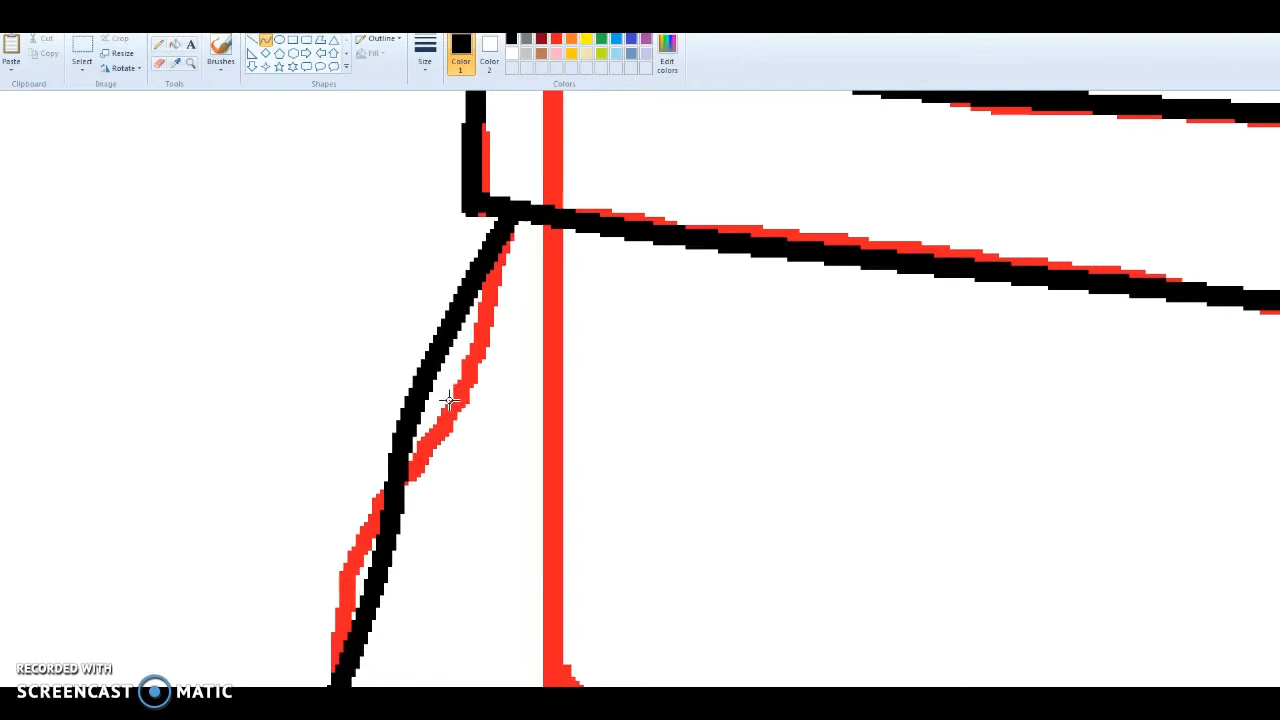 Cut
Copy
Paste
Clipboard
Select
Crop
Resize
Rotate
Image
A
Tools
Brushes
Outline
Fill
Shapes
Size
Color 1
Color 2
Edit colors
Colors
RECORDED WITH
SCREENCAST MATIC